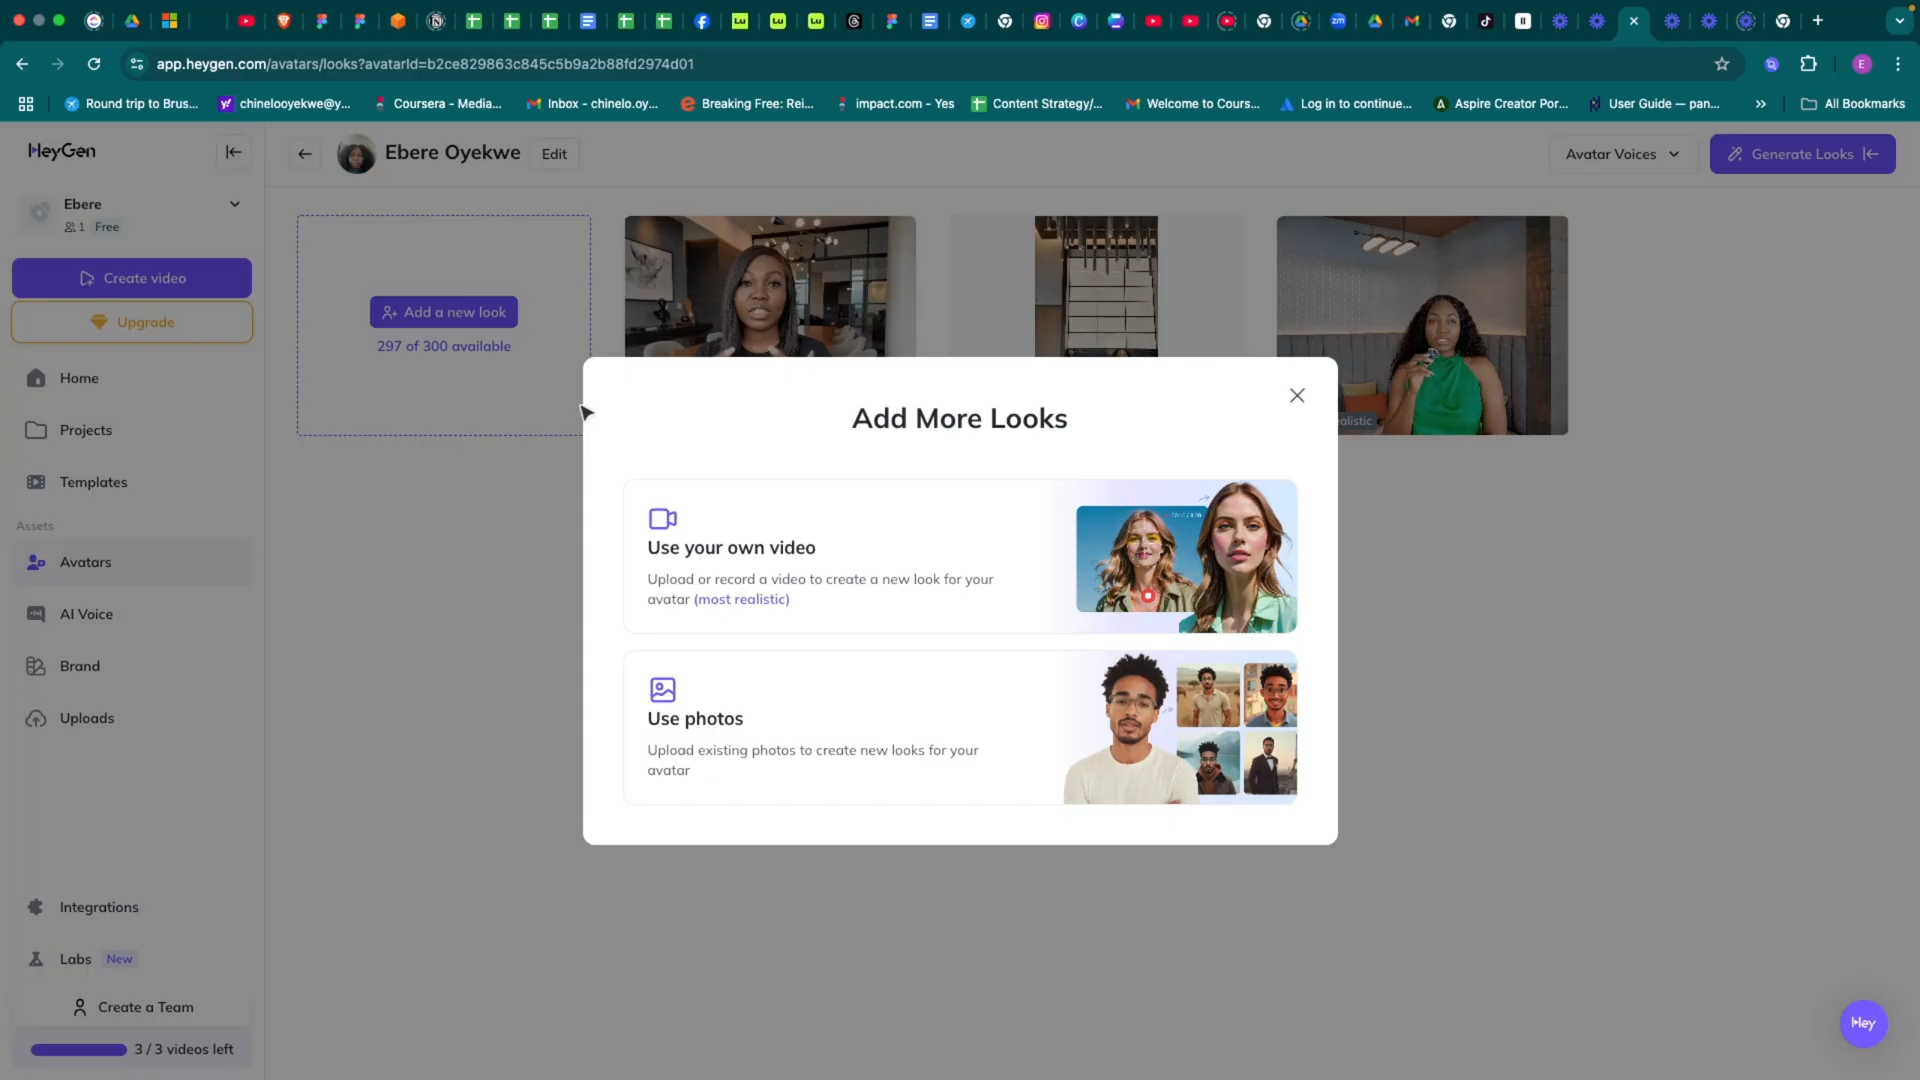 app.heygen.com/avatars/looks?avatarId=b2ce829863c845c5b9a2b88fd2974d01
E
Round trip to Brus...
chinelooyekwe@y...
Coursera - Media...
Inbox - chinelo.oy...
Breaking Free: Rei...
impact.com - Yes
Content Strategy/...
Welcome to Cours...
Log in to continue...
Aspire Creator Por...
User Guide — pan...
All Bookmarks
HeyGen
Ebere Oyekwe
Edit
Avatar Voices
Generate Looks
Ebere
1 Free
Create video
Upgrade
Home
Projects
Templates
Assets
Avatars
AI Voice
Brand
Uploads
Integrations
Labs New
Create a Team
3 / 3 videos left
Add a new look
297 of 300 available
alistic
Add More Looks
Use your own video
Upload or record a video to create a new look for your
avatar (most realistic)
Use photos
Upload existing photos to create new looks for your
avatar
Hey